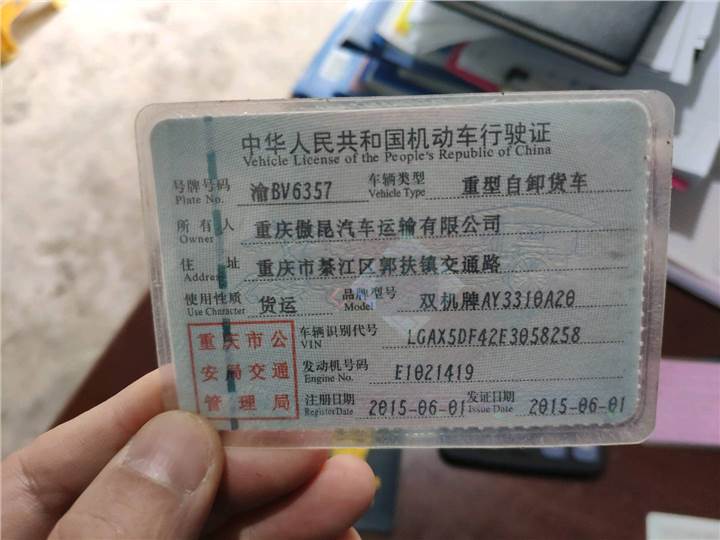 中华人民共和国机动车行驶证
Vehicle License of the People's Republic of China
号牌号码 渝BV6357 车辆类型 重型自卸货车
Plate No. Vehicle Type
所有人 重庆傲昆汽车运输有限公司
Owner
住址 重庆市綦江区郭扶镇交通路
Address
使用性质 货运 品牌型号 双机牌AY3310A20
Use Character Model
重庆市公安局交通管理局
车辆识别代号 LGAX5DF42E3058258
VIN
发动机号码 E1021419
Engine No.
注册日期 2015-06-01 发证日期 2015-06-01
Register Date Issue Date